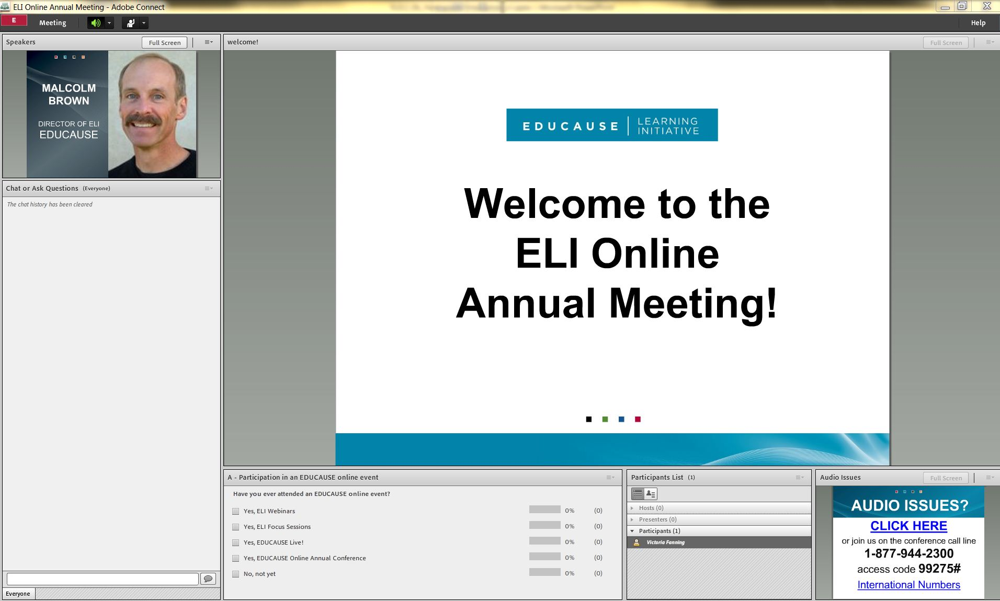 ELI Online Annual Meeting - Adobe Connect
E
Meeting
Help
Speakers
Full Screen
MALCOLM
BROWN
DIRECTOR OF ELI
EDUCAUSE
Chat or Ask Questions (Everyone)
The chat history has been cleared
Everyone
welcome!
Full Screen
EDUCAUSE
LEARNING
INITIATIVE
Welcome to the
ELI Online
Annual Meeting!
A - Participation in an EDUCAUSE online event
Have you ever attended an EDUCAUSE online event?
Yes, ELI Webinars 0% (0)
Yes, ELI Focus Sessions 0% (0)
Yes, EDUCAUSE Live! 0% (0)
Yes, EDUCAUSE Online Annual Conference 0% (0)
No, not yet 0% (0)
Participants List (1)
Hosts (0)
Presenters (0)
Participants (1)
Victoria Fanning
Audio Issues
Full Screen
AUDIO ISSUES?
CLICK HERE
or join us on the conference call line
1-877-944-2300
access code 99275#
International Numbers